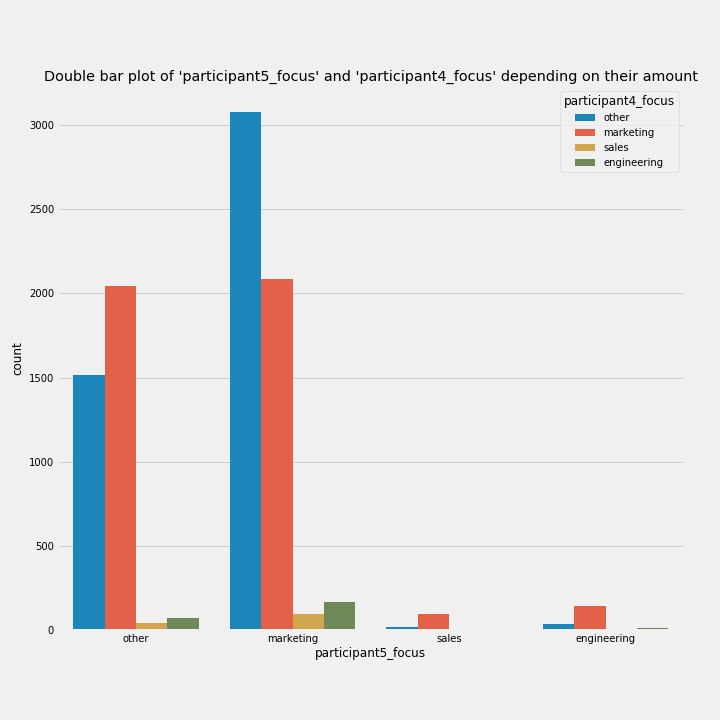 Double bar plot of 'participant5_focus' and 'participant4_focus' depending on their amount
participant4_focus
other
marketing
sales
engineering
3000
2500
2000
1500
1000
500
0
count
other marketing sales engineering
participant5_focus